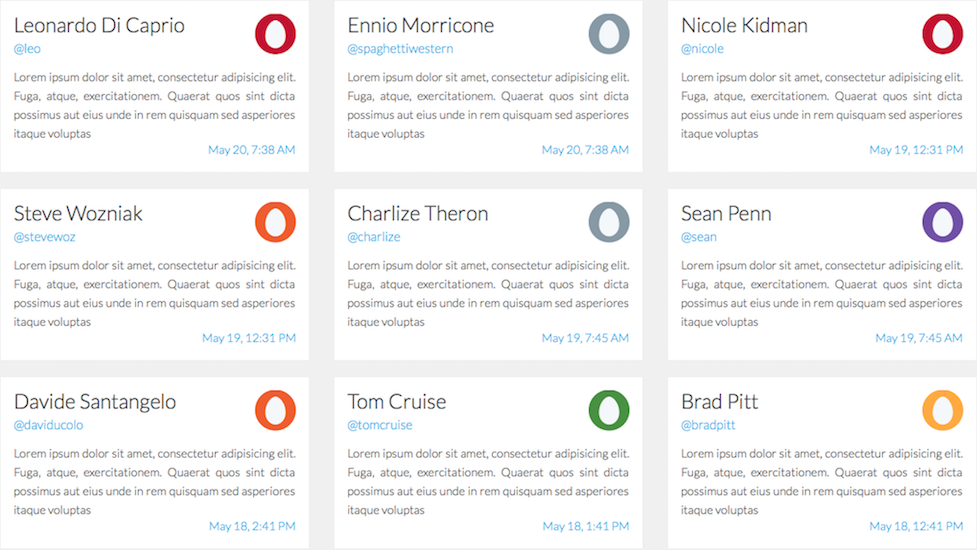 Leonardo Di Caprio
@leo
Lorem ipsum dolor sit amet, consectetur adipisicing elit.
Fuga, atque, exercitationem. Quaerat quos sint dicta
possimus aut eius unde in rem quisquam sed asperiores
itaque voluptas
May 20, 7:38 AM
Ennio Morricone
@spaghettiwestern
Lorem ipsum dolor sit amet, consectetur adipisicing elit.
Fuga, atque, exercitationem. Quaerat quos sint dicta
possimus aut eius unde in rem quisquam sed asperiores
itaque voluptas
May 20, 7:38 AM
Nicole Kidman
@nicole
Lorem ipsum dolor sit amet, consectetur adipisicing elit.
Fuga, atque, exercitationem. Quaerat quos sint dicta
possimus aut eius unde in rem quisquam sed asperiores
itaque voluptas
May 19, 12:31 PM
Steve Wozniak
@stevewoz
Lorem ipsum dolor sit amet, consectetur adipisicing elit.
Fuga, atque, exercitationem. Quaerat quos sint dicta
possimus aut eius unde in rem quisquam sed asperiores
itaque voluptas
May 19, 12:31 PM
Charlize Theron
@charlize
Lorem ipsum dolor sit amet, consectetur adipisicing elit.
Fuga, atque, exercitationem. Quaerat quos sint dicta
possimus aut eius unde in rem quisquam sed asperiores
itaque voluptas
May 19, 7:45 AM
Sean Penn
@sean
Lorem ipsum dolor sit amet, consectetur adipisicing elit.
Fuga, atque, exercitationem. Quaerat quos sint dicta
possimus aut eius unde in rem quisquam sed asperiores
itaque voluptas
May 19, 7:45 AM
Davide Santangelo
@daviducolo
Lorem ipsum dolor sit amet, consectetur adipisicing elit.
Fuga, atque, exercitationem. Quaerat quos sint dicta
possimus aut eius unde in rem quisquam sed asperiores
itaque voluptas
May 18, 2:41 PM
Tom Cruise
@tomcruise
Lorem ipsum dolor sit amet, consectetur adipisicing elit.
Fuga, atque, exercitationem. Quaerat quos sint dicta
possimus aut eius unde in rem quisquam sed asperiores
itaque voluptas
May 18, 1:41 PM
Brad Pitt
@bradpitt
Lorem ipsum dolor sit amet, consectetur adipisicing elit.
Fuga, atque, exercitationem. Quaerat quos sint dicta
possimus aut eius unde in rem quisquam sed asperiores
itaque voluptas
May 18, 12:41 PM